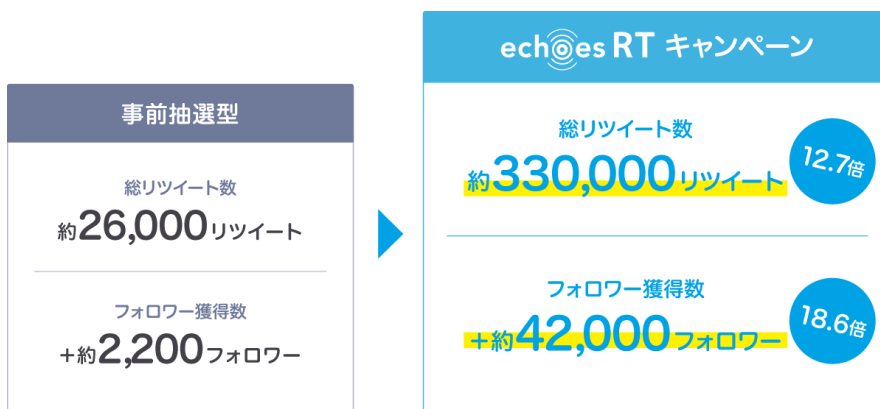 事前抽選型
総リツイート数
約26,000リツイート
フォロワー獲得数
+約2,200フォロワー
echoes RT キャンペーン
総リツイート数
約330,000リツイート
12.7倍
フォロワー獲得数
+約42,000フォロワー
18.6倍